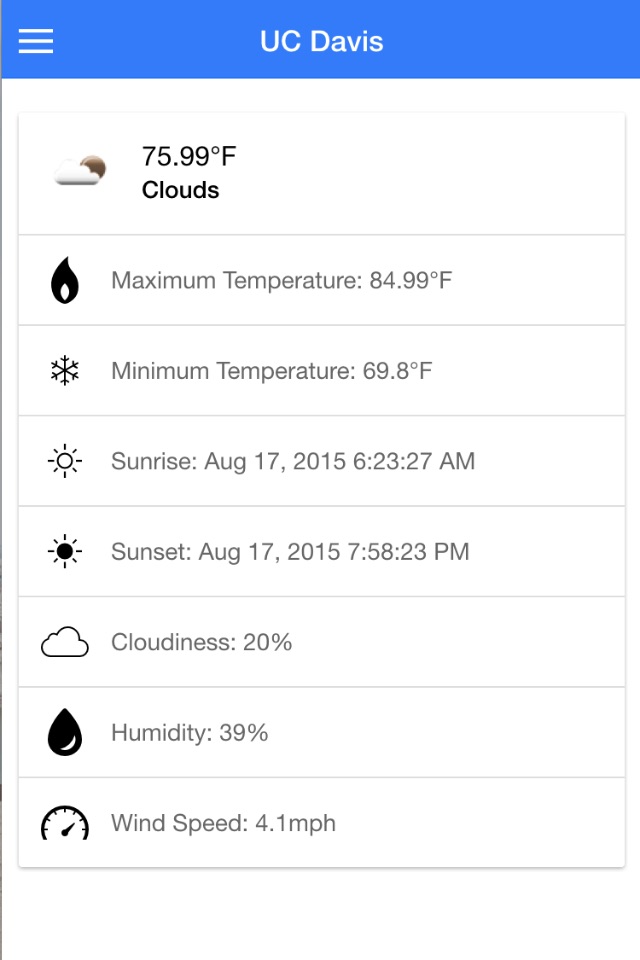 UC Davis
75.99°F
Clouds
Maximum Temperature: 84.99°F
Minimum Temperature: 69.8°F
Sunrise: Aug 17, 2015 6:23:27 AM
Sunset: Aug 17, 2015 7:58:23 PM
Cloudiness: 20%
Humidity: 39%
Wind Speed: 4.1mph